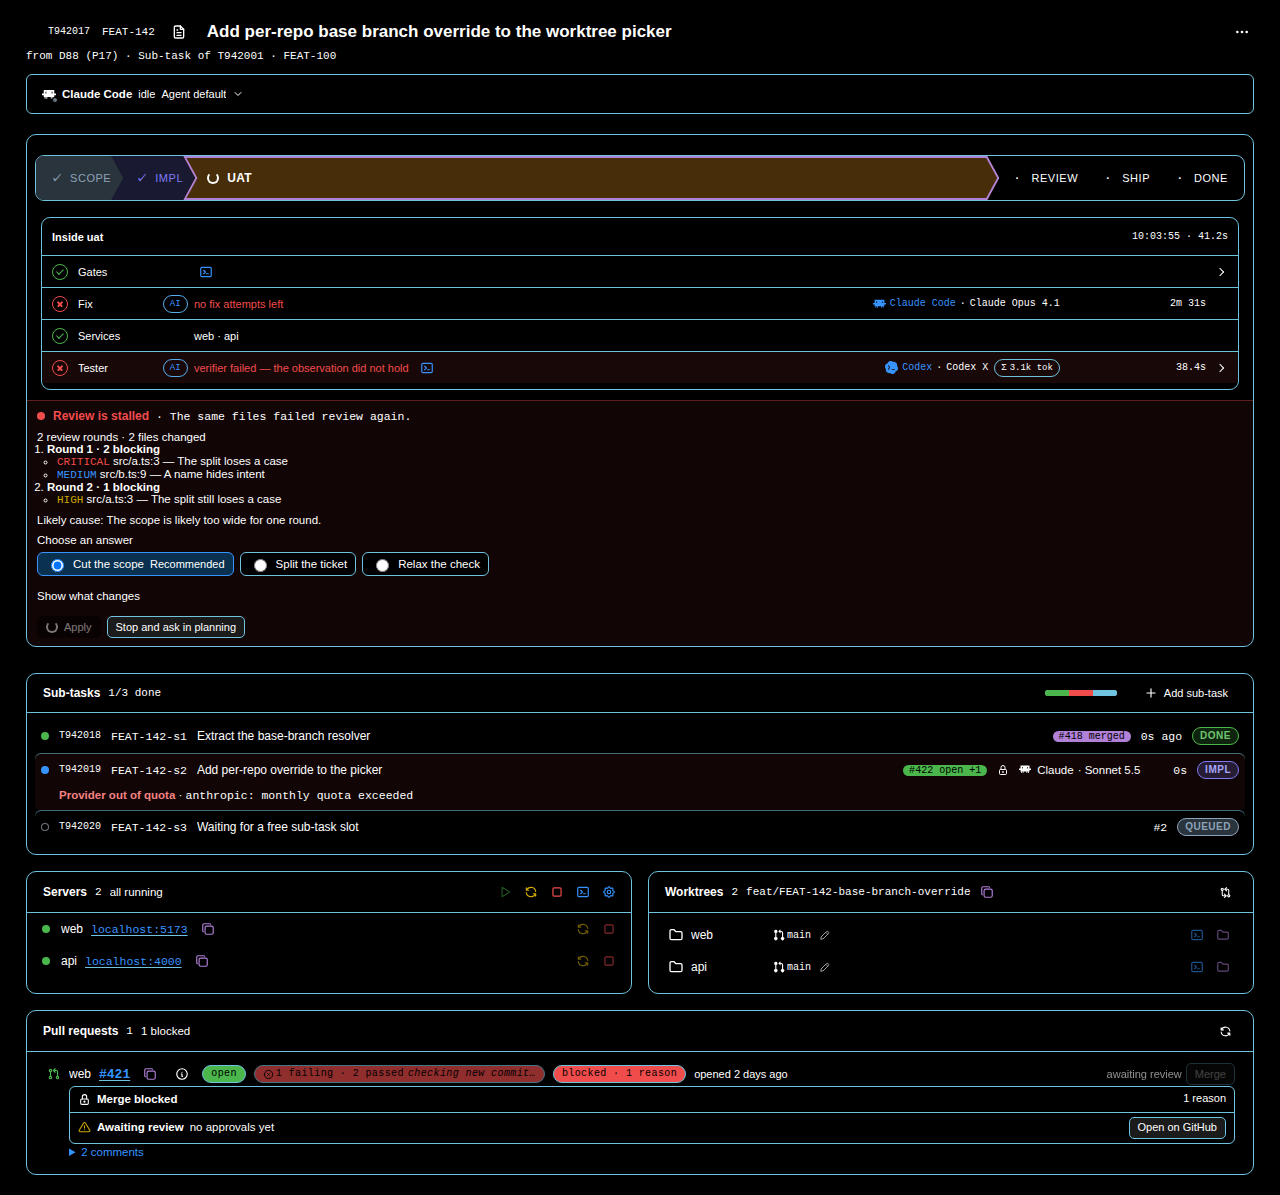 T942017 FEAT-142 Add per-repo base branch override to the worktree picker
from D88 (P17) · Sub-task of T942001 · FEAT-100
Claude Code idle Agent default
SCOPE IMPL UAT · REVIEW · SHIP · DONE
Inside uat 10:03:55 · 41.2s
Gates
Fix AI no fix attempts left Claude Code · Claude Opus 4.1 2m 31s
Services web · api
Tester AI verifier failed — the observation did not hold Codex · Codex X Σ 3.1k tok 38.4s
Review is stalled · The same files failed review again.
2 review rounds · 2 files changed
1. Round 1 · 2 blocking
CRITICAL src/a.ts:3 — The split loses a case
MEDIUM src/b.ts:9 — A name hides intent
2. Round 2 · 1 blocking
HIGH src/a.ts:3 — The split still loses a case
Likely cause: The scope is likely too wide for one round.
Choose an answer
Cut the scope Recommended Split the ticket Relax the check
Show what changes
Apply Stop and ask in planning
Sub-tasks 1/3 done Add sub-task
T942018 FEAT-142-s1 Extract the base-branch resolver #418 merged 0s ago DONE
T942019 FEAT-142-s2 Add per-repo override to the picker #422 open +1 Claude · Sonnet 5.5 0s IMPL
Provider out of quota · anthropic: monthly quota exceeded
T942020 FEAT-142-s3 Waiting for a free sub-task slot #2 QUEUED
Servers 2 all running
web localhost:5173
api localhost:4000
Worktrees 2 feat/FEAT-142-base-branch-override
web main
api main
Pull requests 1 1 blocked
web #421 open 1 failing · 2 passed checking new commit… blocked · 1 reason opened 2 days ago awaiting review Merge
Merge blocked 1 reason
Awaiting review no approvals yet Open on GitHub
2 comments